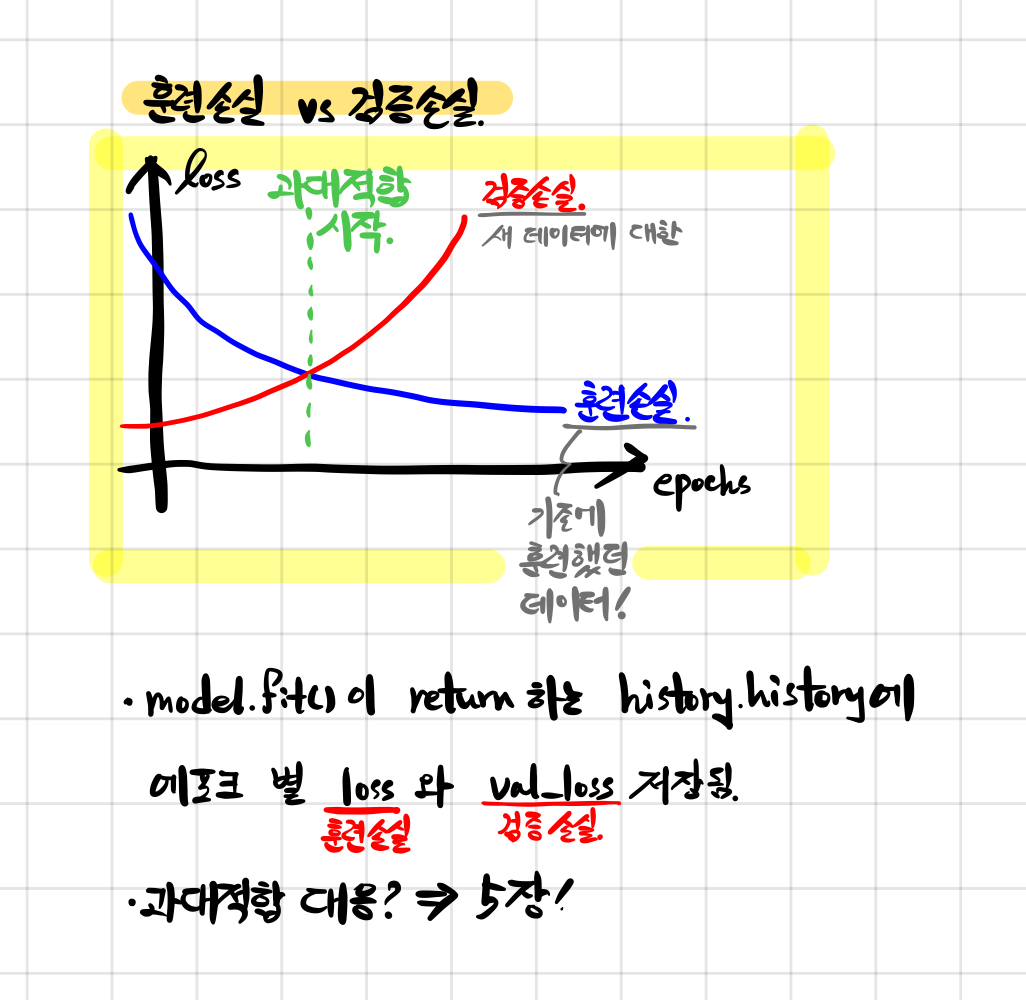 훈련손실 vs 검증손실.
loss
과대적합
시작.
검증손실.
새 데이터에 대한
훈련손실.
epochs
기존에
훈련했던
데이터!
· model.fit()이 return 하는 history.history에
에포크 별 loss 와 val_loss 저장됨.
훈련손실 검증 손실.
· 과대적합 대응? ⇒ 5장!